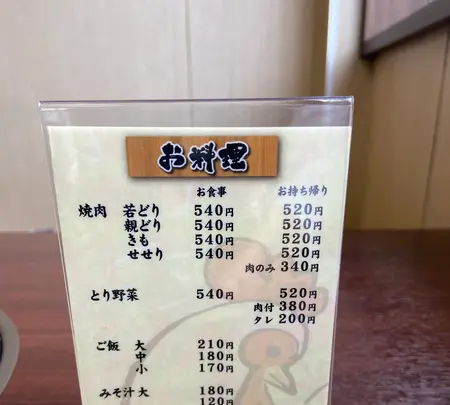 お料理
お食事 お持ち帰り
焼肉 若どり 540円 520円
親どり 540円 520円
きも 540円 520円
せせり 540円 520円
肉のみ 340円
とり野菜 540円 520円
肉付 380円
タレ 200円
ご飯 大 210円
中 180円
小 170円
みそ汁 大 180円
120円